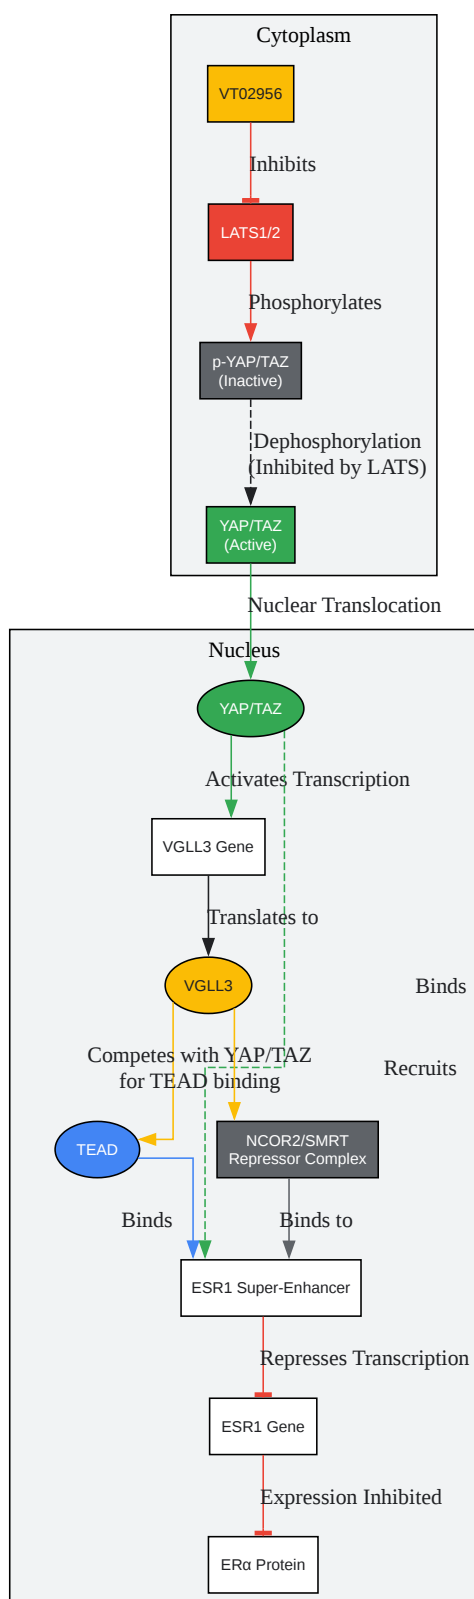 Cytoplasm
VT02956
Inhibits
LATS1/2
Phosphorylates
p-YAP/TAZ
(Inactive)
Dephosphorylation
(Inhibited by LATS)
YAP/TAZ
(Active)
Nuclear Translocation
Nucleus
YAP/TAZ
Activates Transcription
VGLL3 Gene
Translates to
VGLL3
Binds
Competes with YAP/TAZ
for TEAD binding
Recruits
TEAD
NCOR2/SMRT
Repressor Complex
Binds
Binds to
ESR1 Super-Enhancer
Represses Transcription
ESR1 Gene
Expression Inhibited
ERα Protein